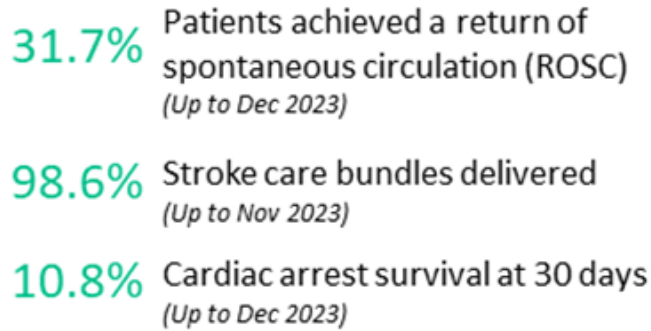 31.7% Patients achieved a return of
spontaneous circulation (ROSC)
(Up to Dec 2023)
98.6% Stroke care bundles delivered
(Up to Nov 2023)
10.8% Cardiac arrest survival at 30 days
(Up to Dec 2023)